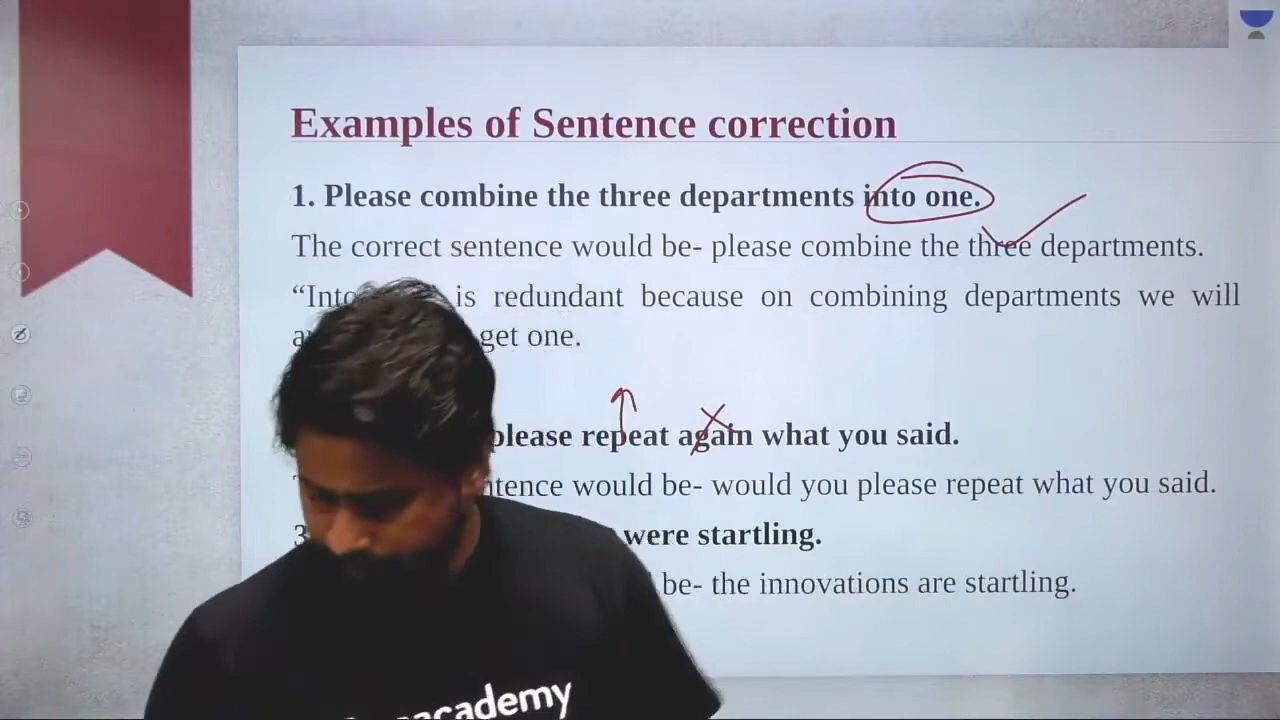 Examples of Sentence correction
1. Please combine the three departments into one.
The correct sentence would be- please combine the three departments.
“Into is redundant because on combining departments we will
get one.
please repeat again what you said.
would be- would you please repeat what you said.
3 were startling.
be- the innovations are startling.
academy